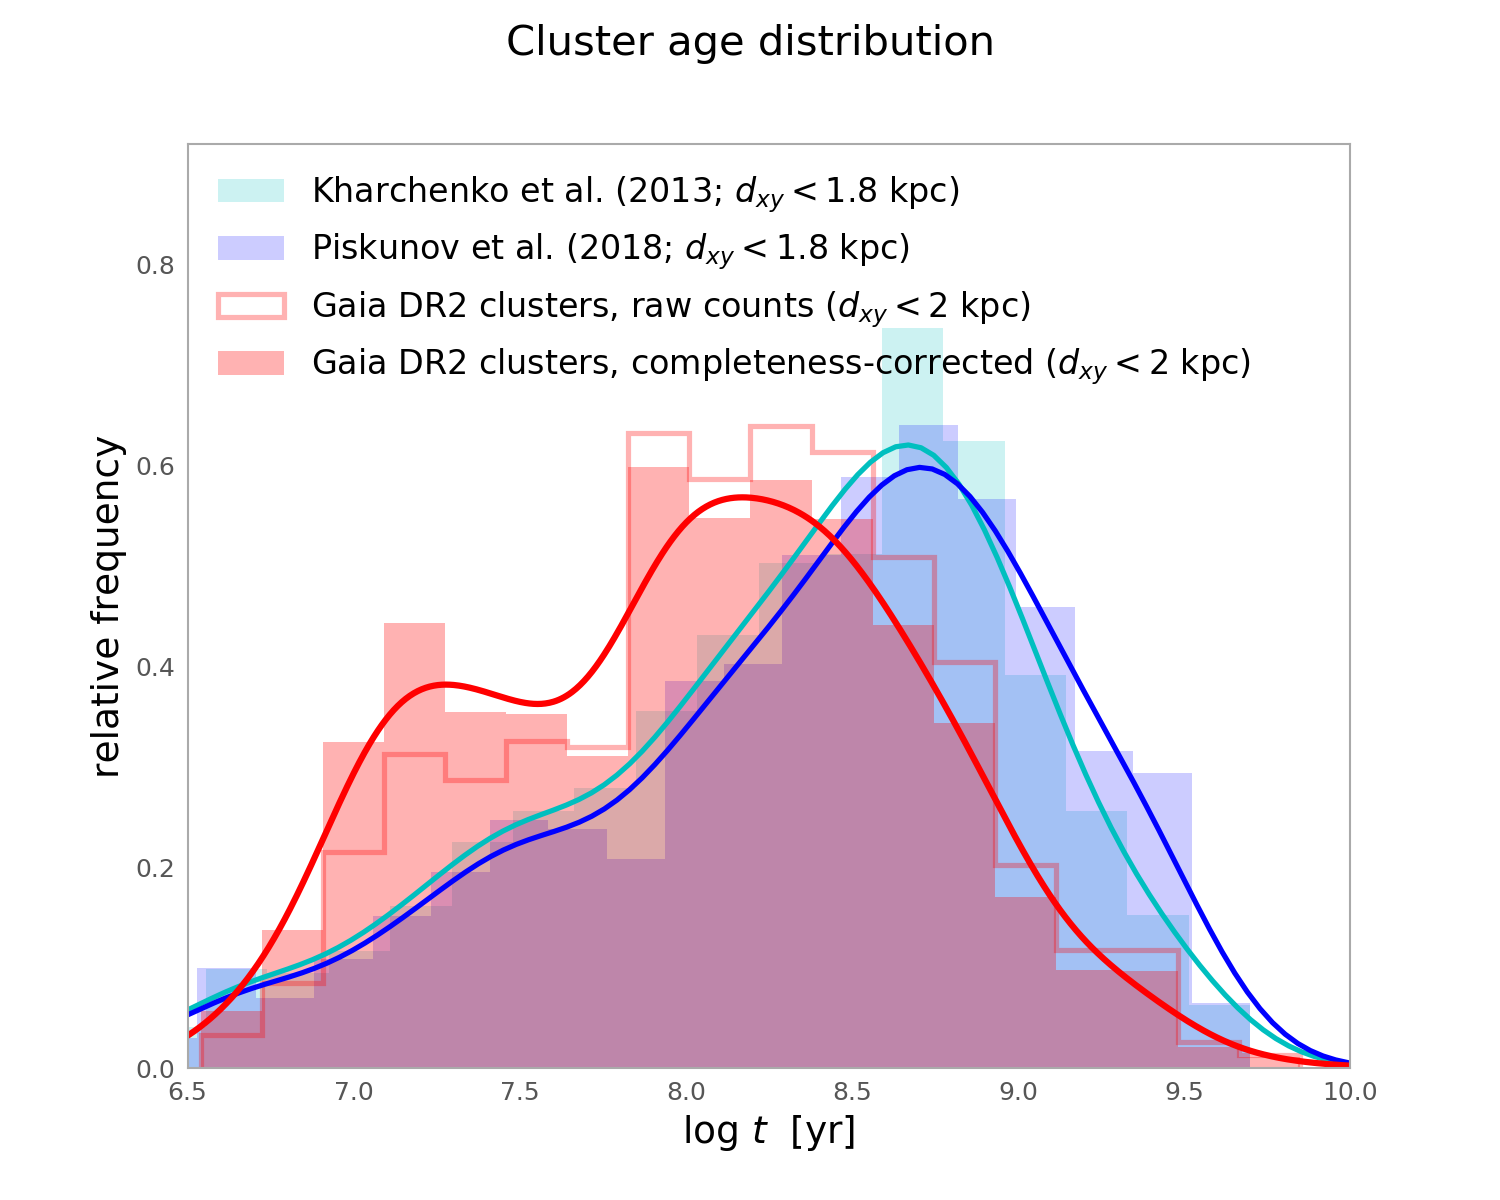 Cluster age distribution
Kharchenko et al. (2013; d_xy < 1.8 kpc)
Piskunov et al. (2018; d_xy < 1.8 kpc)
Gaia DR2 clusters, raw counts (d_xy < 2 kpc)
Gaia DR2 clusters, completeness-corrected (d_xy < 2 kpc)
relative frequency
0.8
0.6
0.4
0.2
0.0
6.5 7.0 7.5 8.0 8.5 9.0 9.5 10.0
log t [yr]